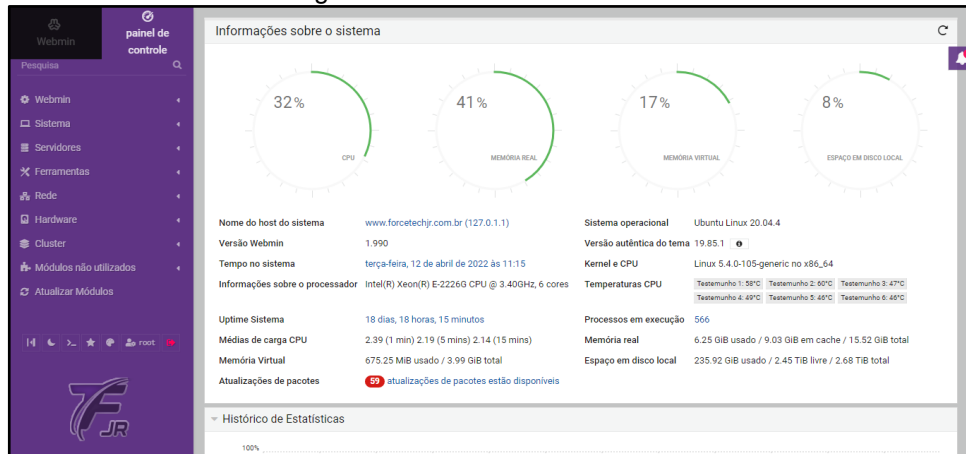 Webmin
painel de
controle
Pesquisa
Webmin
Sistema
Servidores
Ferramentas
Rede
Hardware
Cluster
Módulos não utilizados
Atualizar Módulos
root
JR
Informações sobre o sistema
32%
CPU
41%
MEMÓRIA REAL
17%
MEMÓRIA VIRTUAL
8%
ESPAÇO EM DISCO LOCAL
Nome do host do sistema www.forcetechjr.com.br (127.0.1.1) Sistema operacional Ubuntu Linux 20.04.4
Versão Webmin 1.990 Versão autêntica do tema 19.85.1
Tempo no sistema terça-feira, 12 de abril de 2022 às 11:15 Kernel e CPU Linux 5.4.0-105-generic no x86_64
Informações sobre o processador Intel(R) Xeon(R) E-2226G CPU @ 3.40GHz, 6 cores Temperaturas CPU Testemunho 1: 58°C Testemunho 2: 60°C Testemunho 3: 47°C
Testemunho 4: 49°C Testemunho 5: 46°C Testemunho 6: 46°C
Uptime Sistema 18 dias, 18 horas, 15 minutos Processos em execução 566
Médias de carga CPU 2.39 (1 min) 2.19 (5 mins) 2.14 (15 mins) Memória real 6.25 GiB usado / 9.03 GiB em cache / 15.52 GiB total
Memória Virtual 675.25 MiB usado / 3.99 GiB total Espaço em disco local 235.92 GiB usado / 2.45 TiB livre / 2.68 TiB total
Atualizações de pacotes 59 atualizações de pacotes estão disponíveis
Histórico de Estatísticas
100%